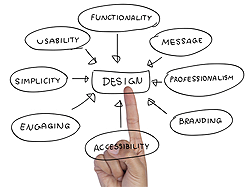 FUNCTIONALITY
USABILITY
MESSAGE
SIMPLICITY
DESIGN
PROFESSIONALISM
ENGAGING
BRANDING
ACCESSIBILITY